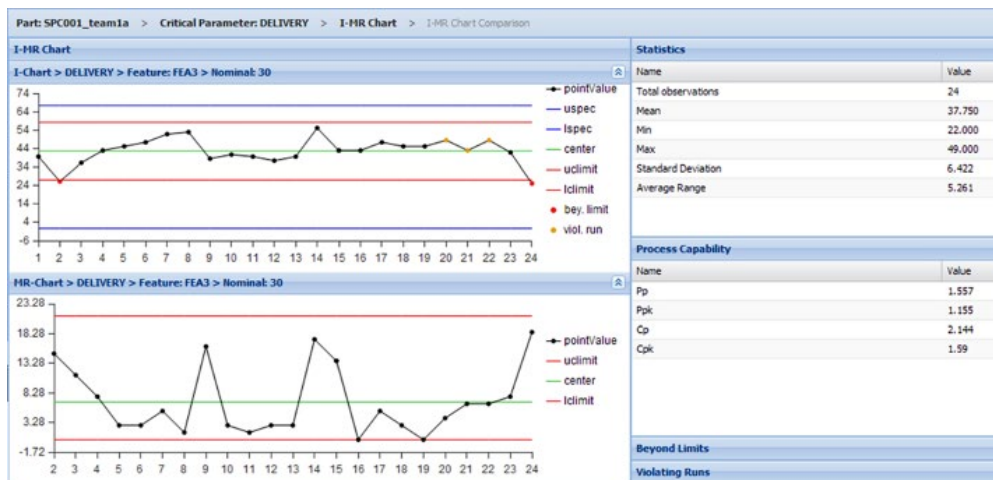 Part: SPC001_team1a > Critical Parameter: DELIVERY > I-MR Chart > I-MR Chart Comparison
I-MR Chart
I-Chart > DELIVERY > Feature: FEA3 > Nominal: 30
74
64
54
44
34
24
14
4
-6
1 2 3 4 5 6 7 8 9 10 11 12 13 14 15 16 17 18 19 20 21 22 23 24
pointValue
uspec
lspec
center
uclimit
lclimit
bey. limit
viol. run
MR-Chart > DELIVERY > Feature: FEA3 > Nominal: 30
23.28
18.28
13.28
8.28
3.28
-1.72
2 3 4 5 6 7 8 9 10 11 12 13 14 15 16 17 18 19 20 21 22 23 24
pointValue
uclimit
center
lclimit
Statistics
Name Value
Total observations 24
Mean 37.750
Min 22.000
Max 49.000
Standard Deviation 6.422
Average Range 5.261
Process Capability
Name Value
Pp 1.557
Ppk 1.155
Cp 2.144
Cpk 1.59
Beyond Limits
Violating Runs